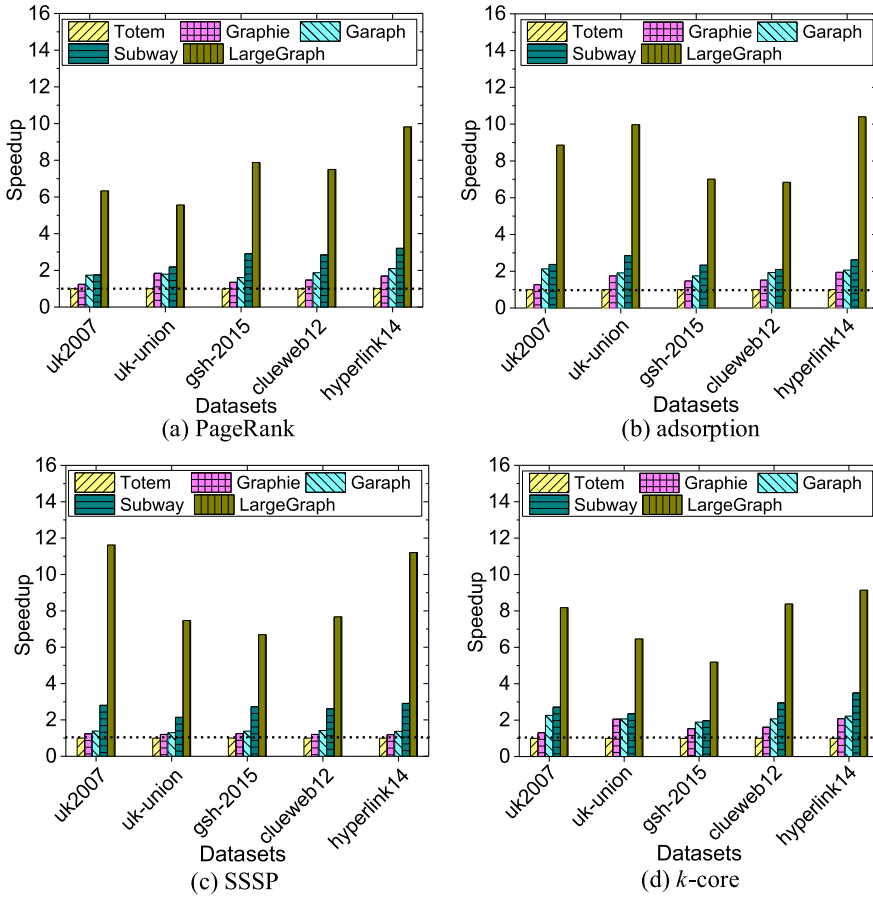 16
14
12
10
8
6
4
2
0
Speedup
Totem
Graphie
Garaph
Subway
LargeGraph
uk2007
uk-union
gsh-2015
clueweb12
hyperlink14
Datasets
(a) PageRank
16
14
12
10
8
6
4
2
0
Speedup
Totem
Graphie
Garaph
Subway
LargeGraph
uk2007
uk-union
gsh-2015
clueweb12
hyperlink14
Datasets
(b) adsorption
16
14
12
10
8
6
4
2
0
Speedup
Totem
Graphie
Garaph
Subway
LargeGraph
uk2007
uk-union
gsh-2015
clueweb12
hyperlink14
Datasets
(c) SSSP
16
14
12
10
8
6
4
2
0
Speedup
Totem
Graphie
Garaph
Subway
LargeGraph
uk2007
uk-union
gsh-2015
clueweb12
hyperlink14
Datasets
(d) k-core